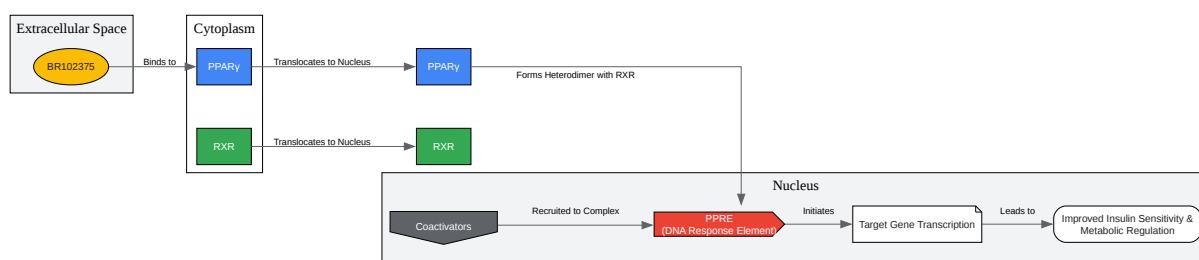 Extracellular Space
BR102375
Binds to
Cytoplasm
PPARγ
Translocates to Nucleus
PPARγ
Forms Heterodimer with RXR
RXR
Translocates to Nucleus
RXR
Nucleus
Coactivators
Recruited to Complex
PPRE
(DNA Response Element)
Initiates
Target Gene Transcription
Leads to
Improved Insulin Sensitivity &
Metabolic Regulation